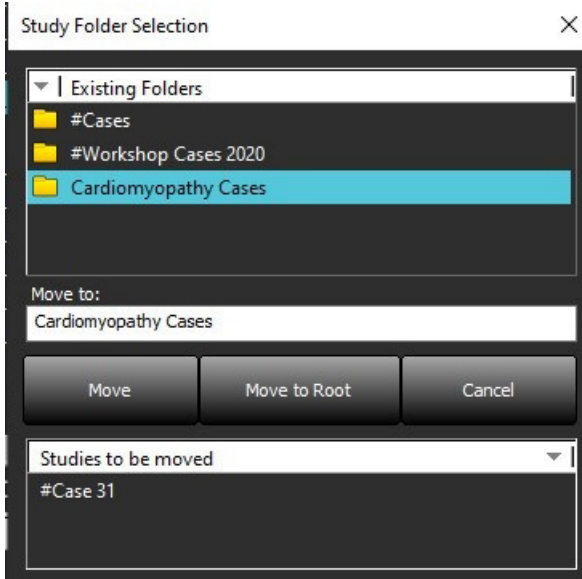 Study Folder Selection
Existing Folders
#Cases
#Workshop Cases 2020
Cardiomyopathy Cases
Move to:
Cardiomyopathy Cases
Move Move to Root Cancel
Studies to be moved
#Case 31